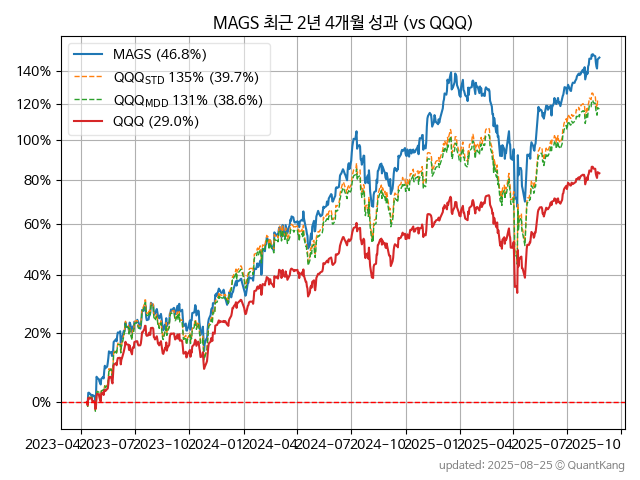 MAGS 최근 2년 4개월 성과 (vs QQQ)
MAGS (46.8%)
QQQSTD 135% (39.7%)
QQQMDD 131% (38.6%)
QQQ (29.0%)
140%
120%
100%
80%
60%
40%
20%
0%
2023-04 2023-07 2023-10 2024-01 2024-04 2024-07 2024-10 2025-01 2025-04 2025-07 2025-10
updated: 2025-08-25 ⓒ QuantKang